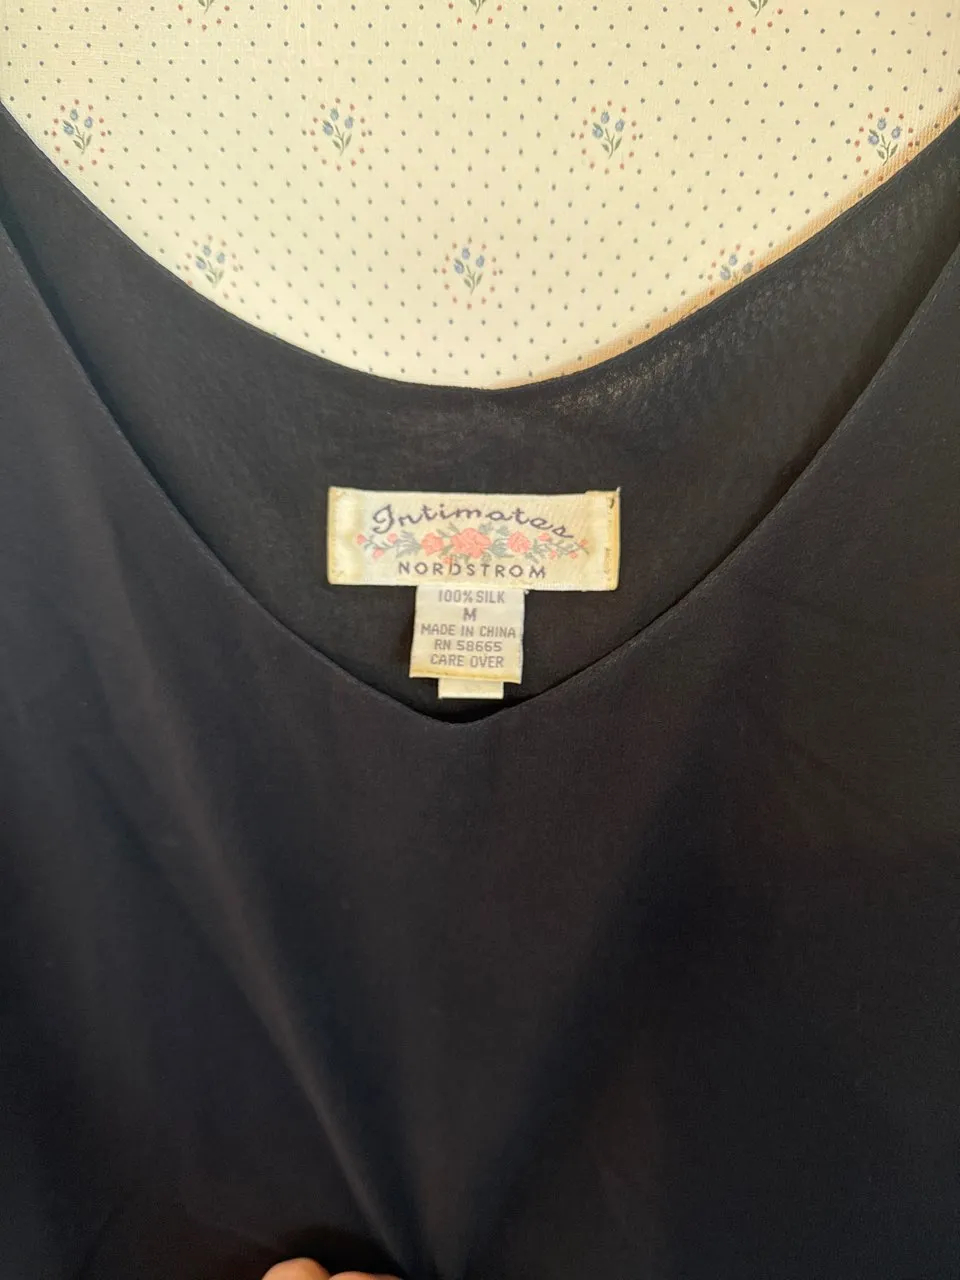 Intimates
NORDSTROM
100% SILK
M
MADE IN CHINA
RN 58665
CARE OVER